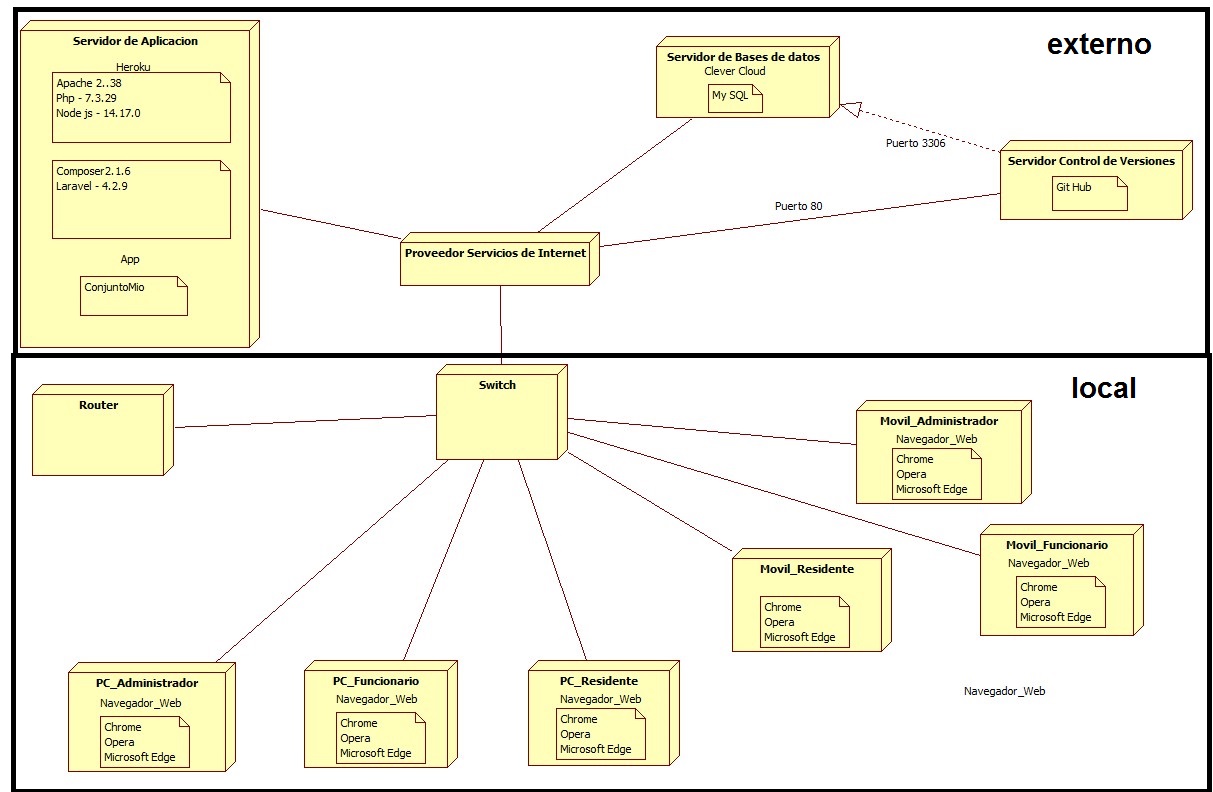 externo
Servidor de Aplicacion
Heroku
Apache 2..38
Php - 7.3.29
Node js - 14.17.0
Composer2.1.6
Laravel - 4.2.9
App
ConjuntoMio
Servidor de Bases de datos
Clever Cloud
My SQL
Puerto 3306
Servidor Control de Versiones
Git Hub
Puerto 80
Proveedor Servicios de Internet
local
Switch
Router
Movil_Administrador
Navegador_Web
Chrome
Opera
Microsoft Edge
Movil_Funcionario
Navegador_Web
Chrome
Opera
Microsoft Edge
Movil_Residente
Chrome
Opera
Microsoft Edge
PC_Administrador
Navegador_Web
Chrome
Opera
Microsoft Edge
PC_Funcionario
Navegador_Web
Chrome
Opera
Microsoft Edge
PC_Residente
Navegador_Web
Chrome
Opera
Microsoft Edge
Navegador_Web